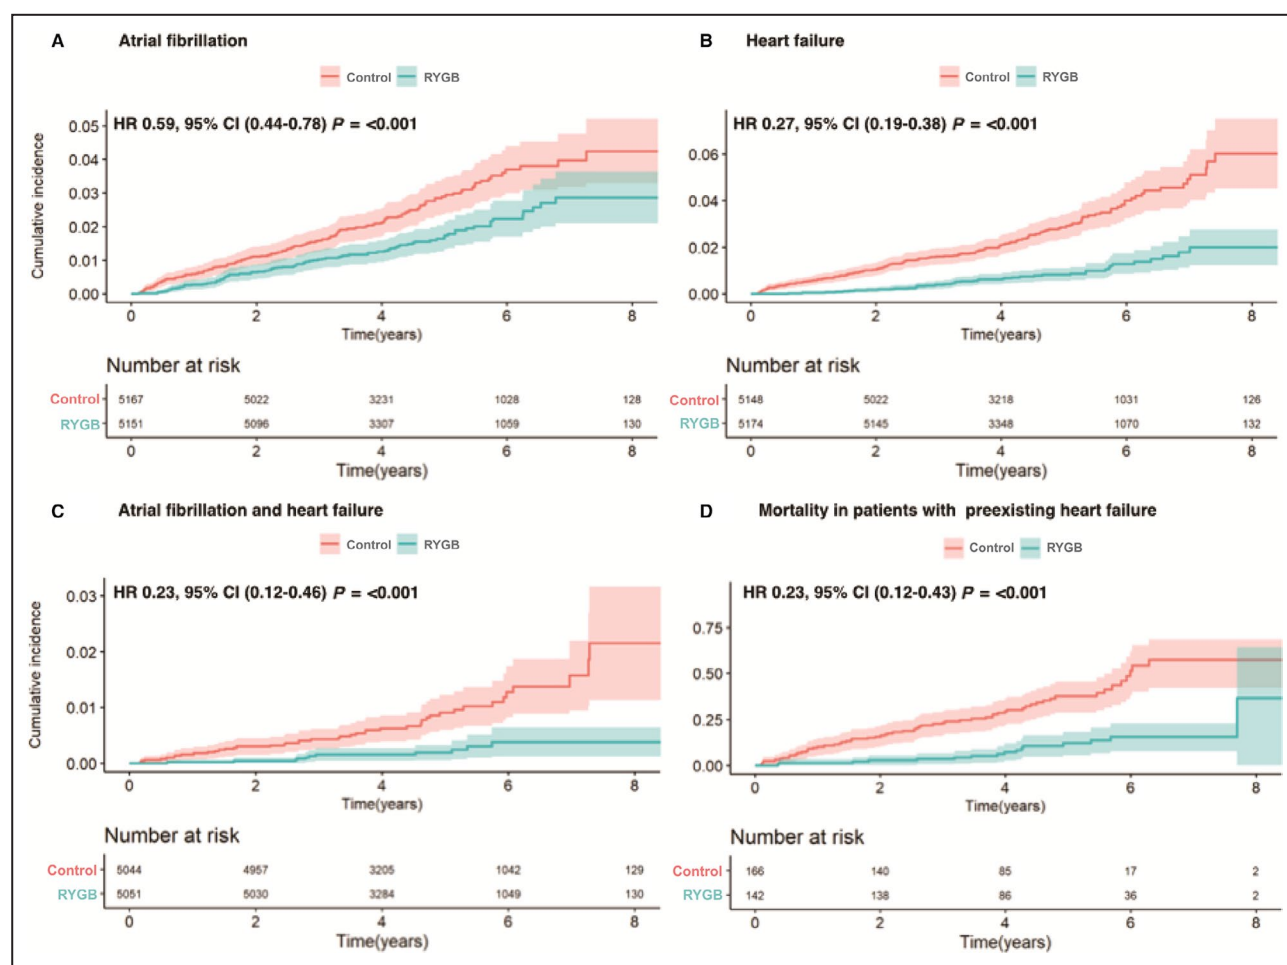 A Atrial fibrillation
Control RYGB
HR 0.59, 95% CI (0.44-0.78) P = <0.001
Cumulative incidence
0.05
0.04
0.03
0.02
0.01
0.00
0 2 4 6 8
Time(years)
Number at risk
Control 5167 5022 3231 1028 128
RYGB 5151 5096 3307 1059 130
0 2 4 6 8
Time(years)
B Heart failure
Control RYGB
HR 0.27, 95% CI (0.19-0.38) P = <0.001
0.06
0.04
0.02
0.00
0 2 4 6 8
Time(years)
Number at risk
Control 5148 5022 3218 1031 126
RYGB 5174 5145 3348 1070 132
0 2 4 6 8
Time(years)
C Atrial fibrillation and heart failure
Control RYGB
HR 0.23, 95% CI (0.12-0.46) P = <0.001
Cumulative incidence
0.03
0.02
0.01
0.00
0 2 4 6 8
Time(years)
Number at risk
Control 5044 4957 3205 1042 129
RYGB 5051 5030 3284 1049 130
0 2 4 6 8
Time(years)
D Mortality in patients with preexisting heart failure
Control RYGB
HR 0.23, 95% CI (0.12-0.43) P = <0.001
0.75
0.50
0.25
0.00
0 2 4 6 8
Time(years)
Number at risk
Control 166 140 85 17 2
RYGB 142 138 86 36 2
0 2 4 6 8
Time(years)